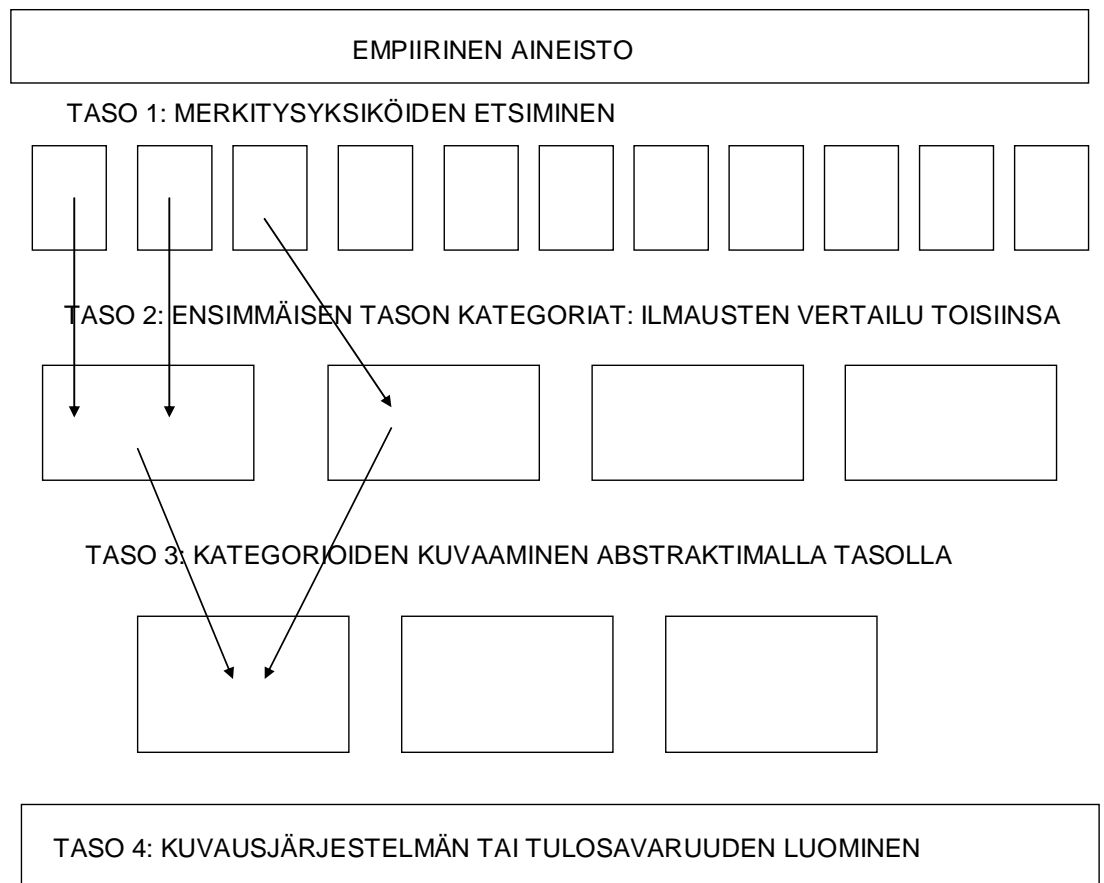 EMPIIRINEN AINEISTO
TASO 1: MERKITYSYKSIKÖIDEN ETSIMINEN
TASO 2: ENSIMMÄISEN TASON KATEGORIAT: ILMAUSTEN VERTAILU TOISIINSA
TASO 3: KATEGORIOIDEN KUVAAMINEN ABSTRAKTIMALLA TASOLLA
TASO 4: KUVAUSJÄRJESTELMÄN TAI TULOSAVARUUDEN LUOMINEN